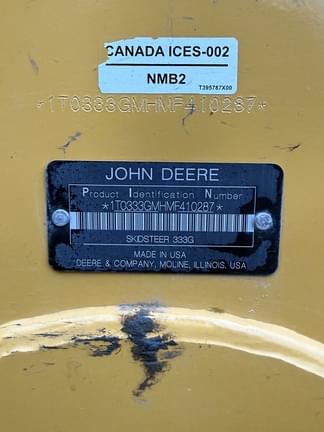 CANADA ICES-002
NMB2
T395787X00
*1T0333GMHMF410287*
JOHN DEERE
Product Identification Number
*1T0333GMHMF410287*
SKIDSTEER 333G
MADE IN USA
DEERE & COMPANY, MOLINE, ILLINOIS, USA